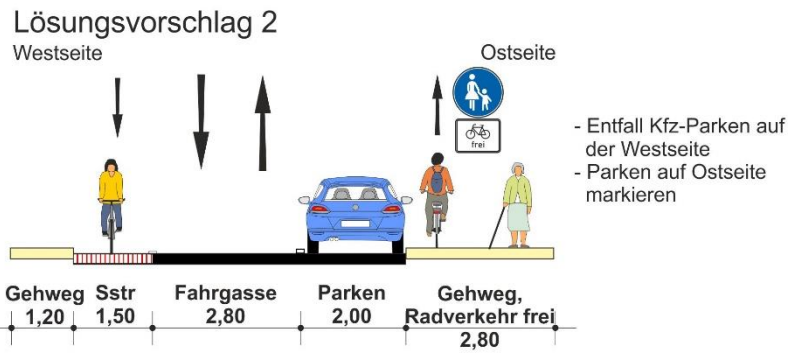 Lösungsvorschlag 2
Westseite
Ostseite
frei
- Entfall Kfz-Parken auf
der Westseite
- Parken auf Ostseite
markieren
Gehweg
1,20
Sstr
1,50
Fahrgasse
2,80
Parken
2,00
Gehweg,
Radverkehr frei
2,80